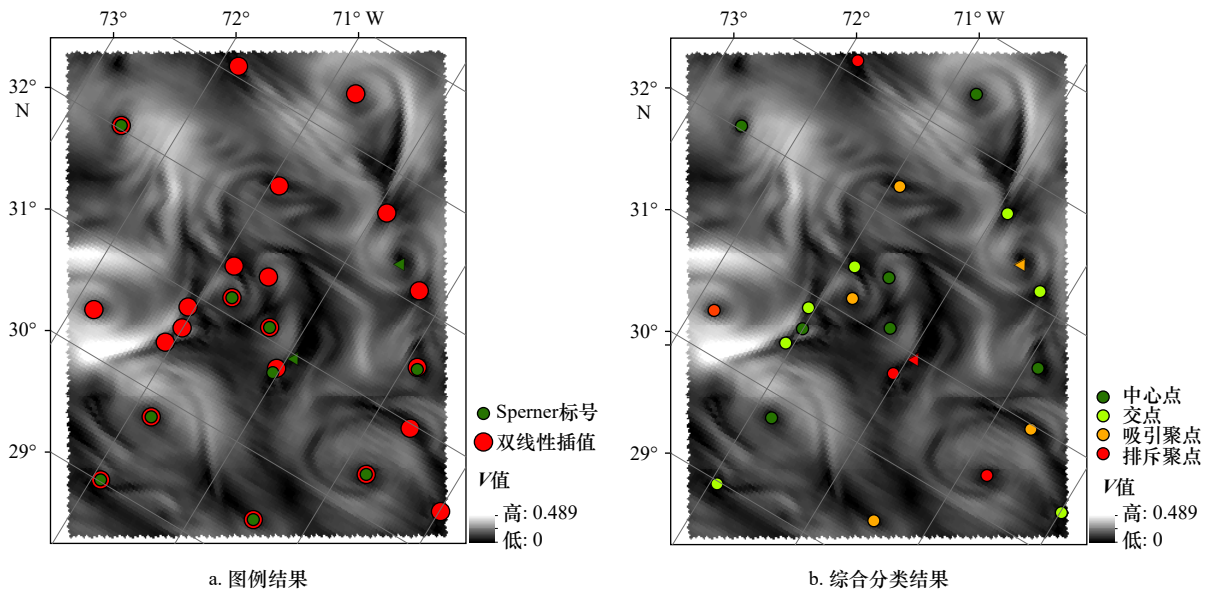 73° 72° 71° W
32°
N
31°
30°
29°
Sperner标号
双线性插值
V值
高: 0.489
低: 0
a. 图例结果
73° 72° 71° W
32°
N
31°
30°
29°
中心点
交点
吸引聚点
排斥聚点
V值
高: 0.489
低: 0
b. 综合分类结果